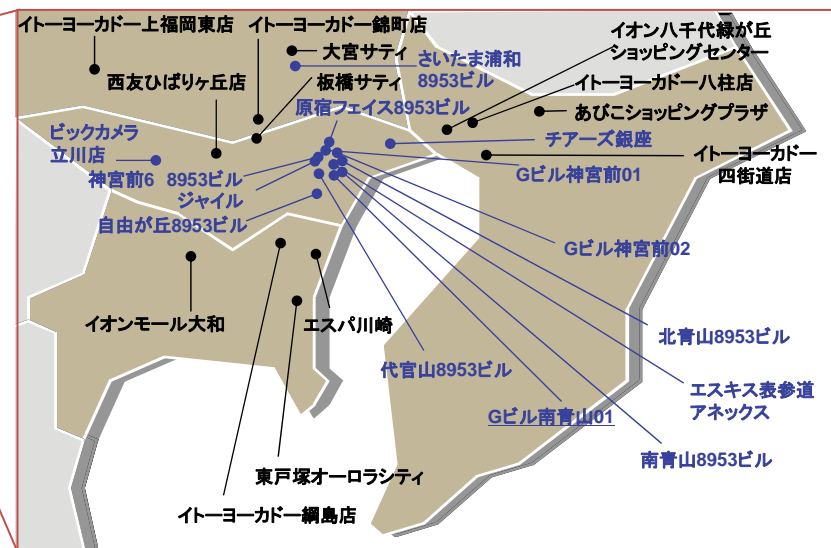 イトーヨーカドー上福岡東店
イトーヨーカドー錦町店
イオン八千代緑が丘
ショッピングセンター
大宮サティ
さいたま浦和
8953ビル
西友ひばりヶ丘店
板橋サティ
イトーヨーカドー八柱店
原宿フェイス8953ビル
あびこショッピングプラザ
ビックカメラ
立川店
チアーズ銀座
イトーヨーカドー
四街道店
神宮前6 8953ビル
Gビル神宮前01
ジャイル
自由が丘8953ビル
Gビル神宮前02
イオンモール大和
エスパ川崎
北青山8953ビル
代官山8953ビル
エスキス表参道
アネックス
Gビル南青山01
南青山8953ビル
東戸塚オーロラシティ
イトーヨーカドー綱島店